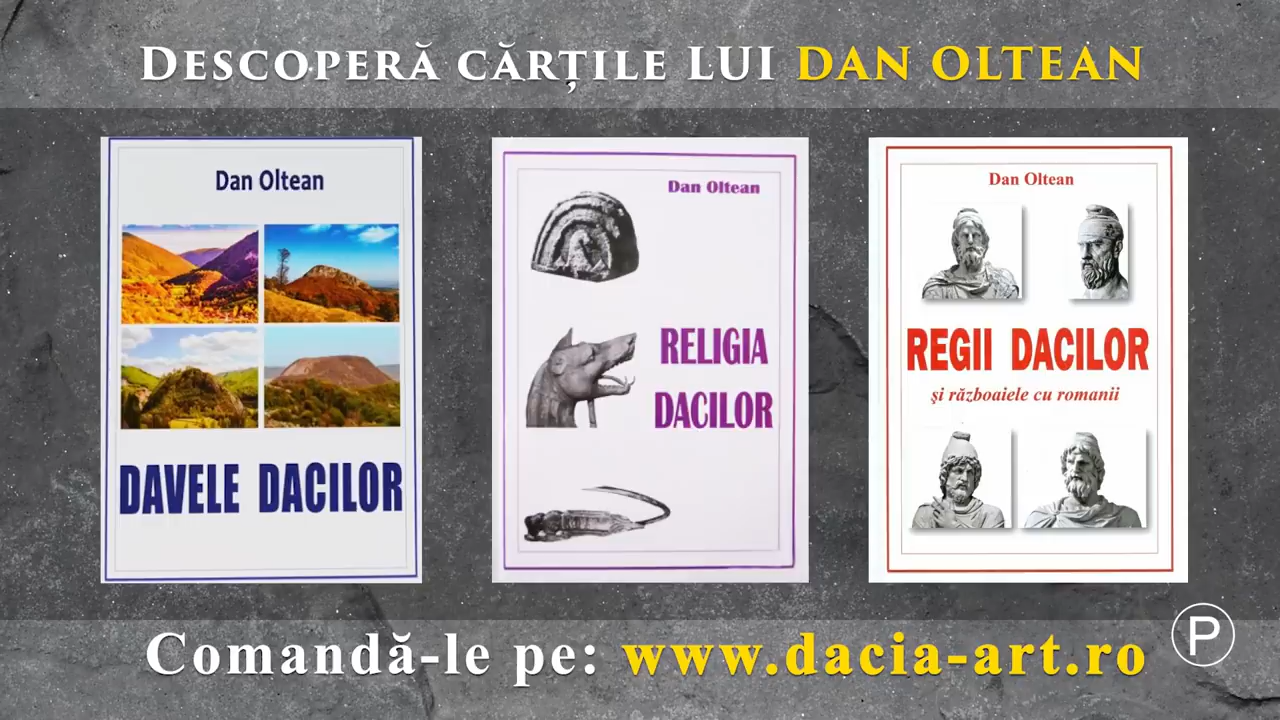 DESCOPERĂ CĂRȚILE LUI DAN OLTEAN
Dan Oltean
DAVELE DACILOR
Dan Oltean
RELIGIA
DACILOR
Dan Oltean
REGII DACILOR
şi războaiele cu romanii
Comandă-le pe: www.dacia-art.ro
P